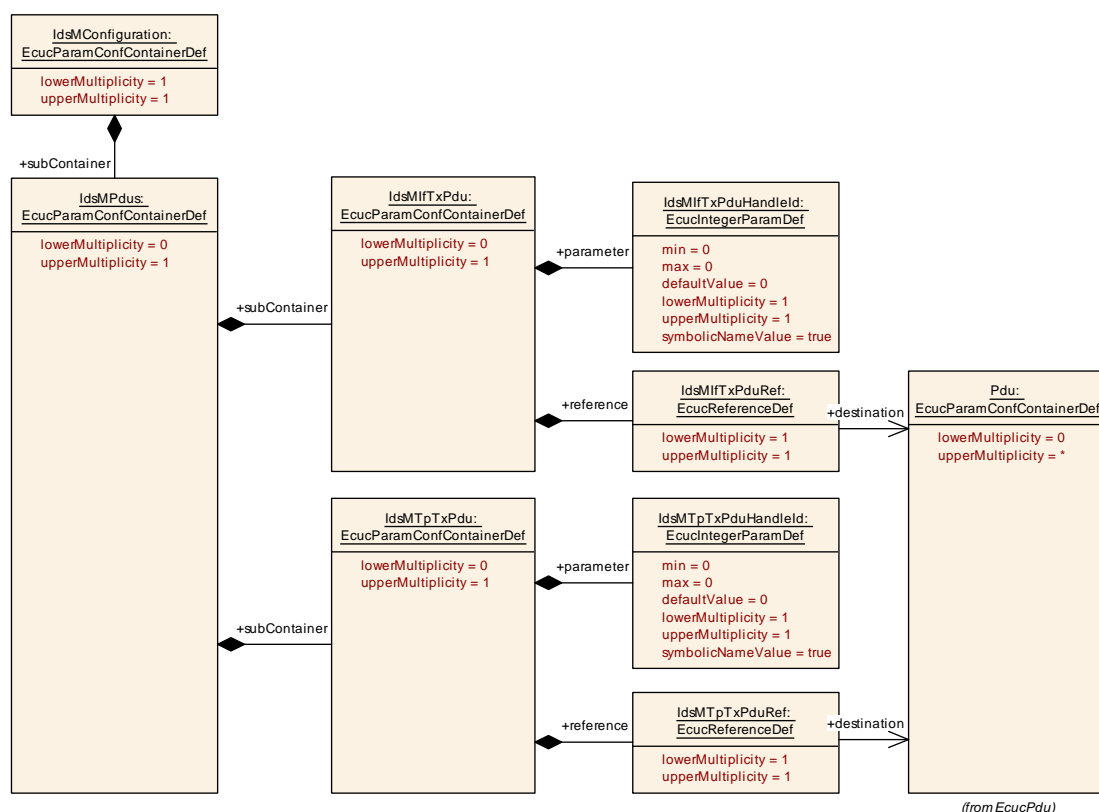 IdsMConfiguration:
EcucParamConfContainerDef
lowerMultiplicity = 1
upperMultiplicity = 1
+subContainer
IdsMPdus:
EcucParamConfContainerDef
lowerMultiplicity = 0
upperMultiplicity = 1
+subContainer
+subContainer
IdsMIfTxPdu:
EcucParamConfContainerDef
lowerMultiplicity = 0
upperMultiplicity = 1
+parameter
IdsMIfTxPduHandleId:
EcucIntegerParamDef
min = 0
max = 0
defaultValue = 0
lowerMultiplicity = 1
upperMultiplicity = 1
symbolicNameValue = true
+reference
IdsMIfTxPduRef:
EcucReferenceDef
lowerMultiplicity = 1
upperMultiplicity = 1
+destination
Pdu:
EcucParamConfContainerDef
lowerMultiplicity = 0
upperMultiplicity = *
IdsMTpTxPdu:
EcucParamConfContainerDef
lowerMultiplicity = 0
upperMultiplicity = 1
+parameter
IdsMTpTxPduHandleId:
EcucIntegerParamDef
min = 0
max = 0
defaultValue = 0
lowerMultiplicity = 1
upperMultiplicity = 1
symbolicNameValue = true
+reference
IdsMTpTxPduRef:
EcucReferenceDef
lowerMultiplicity = 1
upperMultiplicity = 1
+destination
(from EcucPdu)